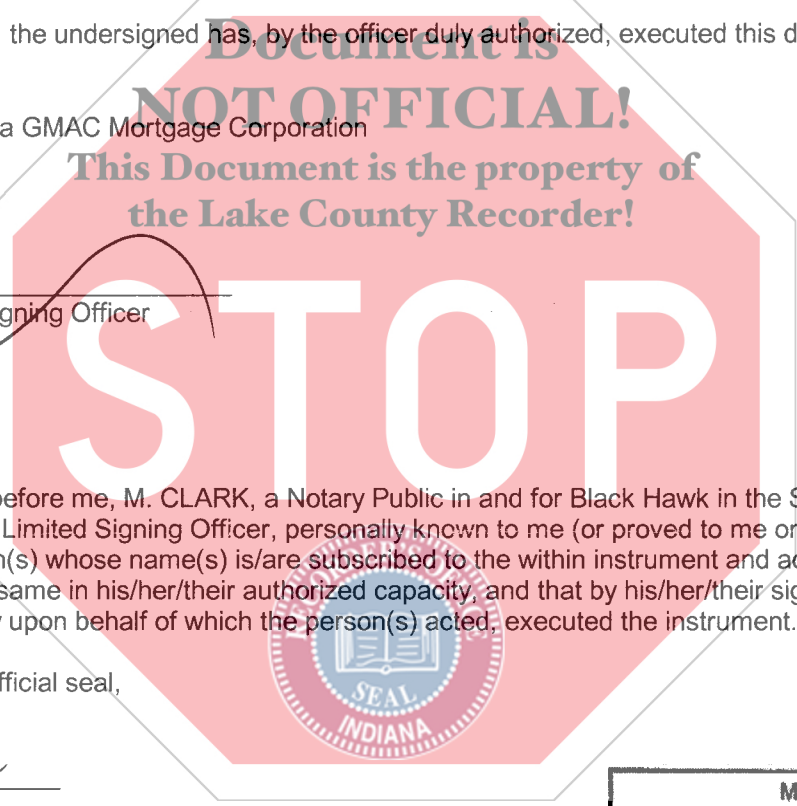 the undersigned has, by the officer duly authorized, executed this d
Document is
NOT OFFICIAL!
a GMAC Mortgage Corporation
This Document is the property of
the Lake County Recorder!
gning Officer
STOP
before me, M. CLARK, a Notary Public in and for Black Hawk in the S
Limited Signing Officer, personally known to me (or proved to me or
n(s) whose name(s) is/are subscribed to the within instrument and ac
same in his/her/their authorized capacity, and that by his/her/their sig
y upon behalf of which the person(s) acted, executed the instrument.
fficial seal,
SEAL
INDIANA
M